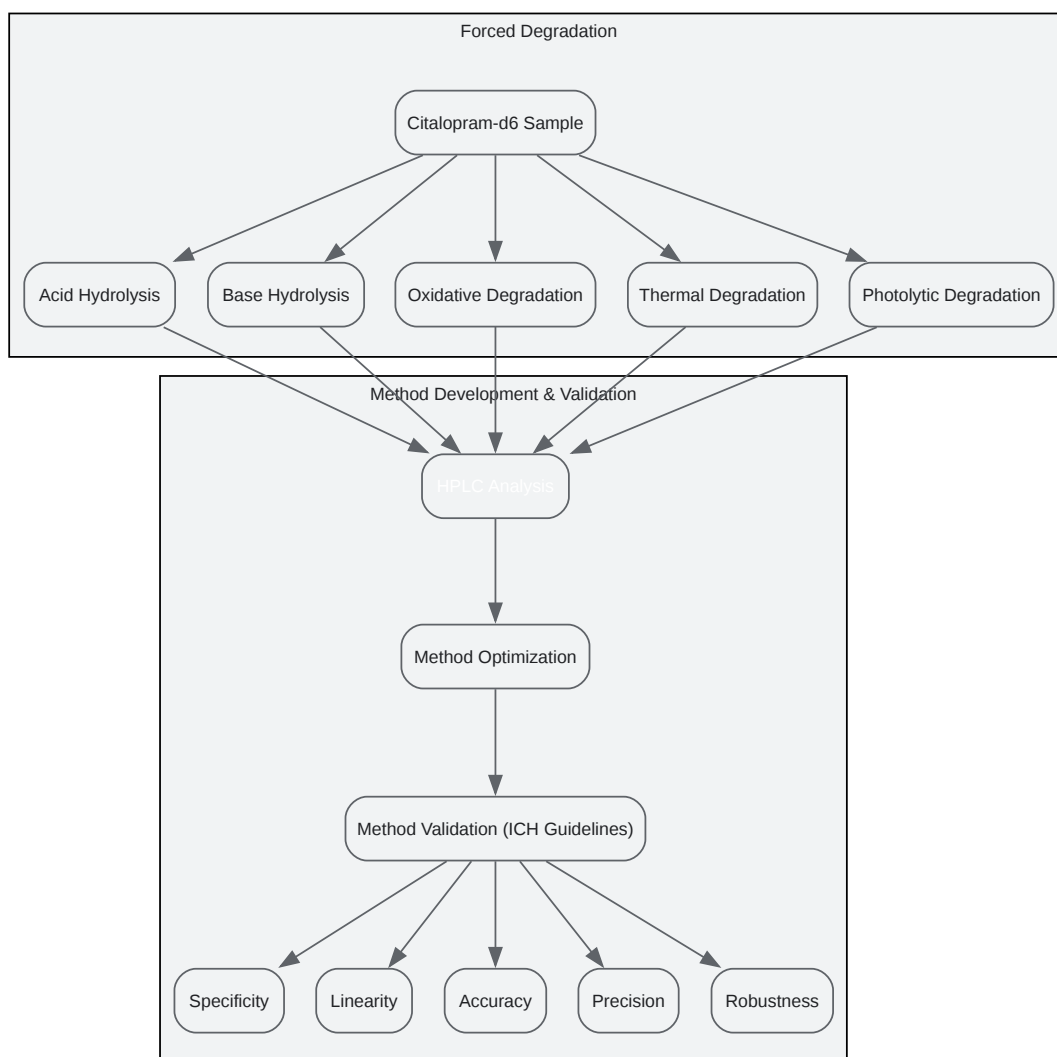 Forced Degradation
Citalopram-d6 Sample
Acid Hydrolysis
Base Hydrolysis
Oxidative Degradation
Thermal Degradation
Photolytic Degradation
Method Development & Validation
HPLC Analysis
Method Optimization
Method Validation (ICH Guidelines)
Specificity
Linearity
Accuracy
Precision
Robustness